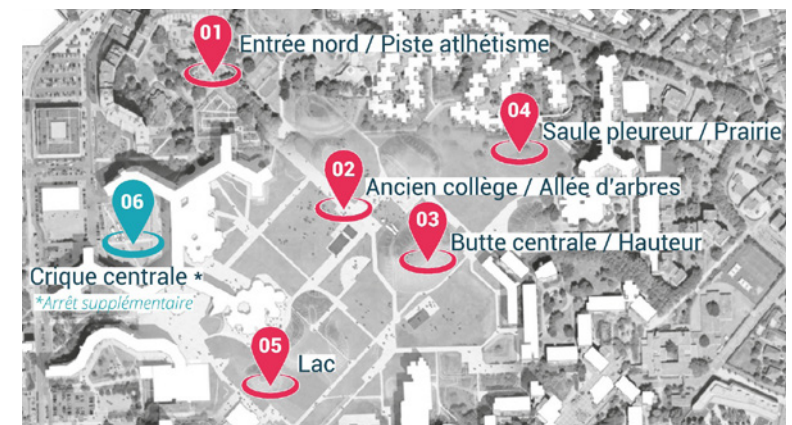 01
Entrée nord / Piste atlhétisme
04
Saule pleureur / Prairie
02
Ancien collège / Allée d'arbres
06
03
Butte centrale / Hauteur
Crique centrale *
*Arrêt supplémentaire
05
Lac